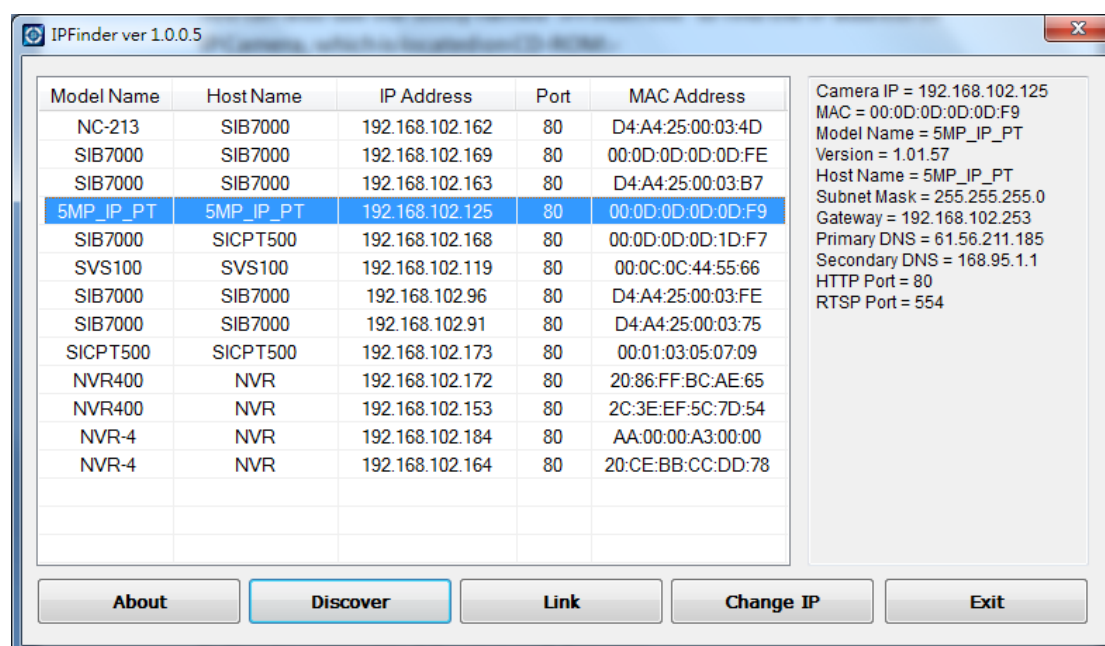 IPFinder ver 1.0.0.5
Model Name Host Name IP Address Port MAC Address
NC-213 SIB7000 192.168.102.162 80 D4:A4:25:00:03:4D
SIB7000 SIB7000 192.168.102.169 80 00:0D:0D:0D:0D:FE
SIB7000 SIB7000 192.168.102.163 80 D4:A4:25:00:03:B7
5MP_IP_PT 5MP_IP_PT 192.168.102.125 80 00:0D:0D:0D:0D:F9
SIB7000 SICPT500 192.168.102.168 80 00:0D:0D:0D:1D:F7
SVS100 SVS100 192.168.102.119 80 00:0C:0C:44:55:66
SIB7000 SIB7000 192.168.102.96 80 D4:A4:25:00:03:FE
SIB7000 SIB7000 192.168.102.91 80 D4:A4:25:00:03:75
SICPT500 SICPT500 192.168.102.173 80 00:01:03:05:07:09
NVR400 NVR 192.168.102.172 80 20:86:FF:BC:AE:65
NVR400 NVR 192.168.102.153 80 2C:3E:EF:5C:7D:54
NVR-4 NVR 192.168.102.184 80 AA:00:00:A3:00:00
NVR-4 NVR 192.168.102.164 80 20:CE:BB:CC:DD:78
Camera IP = 192.168.102.125
MAC = 00:0D:0D:0D:0D:F9
Model Name = 5MP_IP_PT
Version = 1.01.57
Host Name = 5MP_IP_PT
Subnet Mask = 255.255.255.0
Gateway = 192.168.102.253
Primary DNS = 61.56.211.185
Secondary DNS = 168.95.1.1
HTTP Port = 80
RTSP Port = 554
About Discover Link Change IP Exit